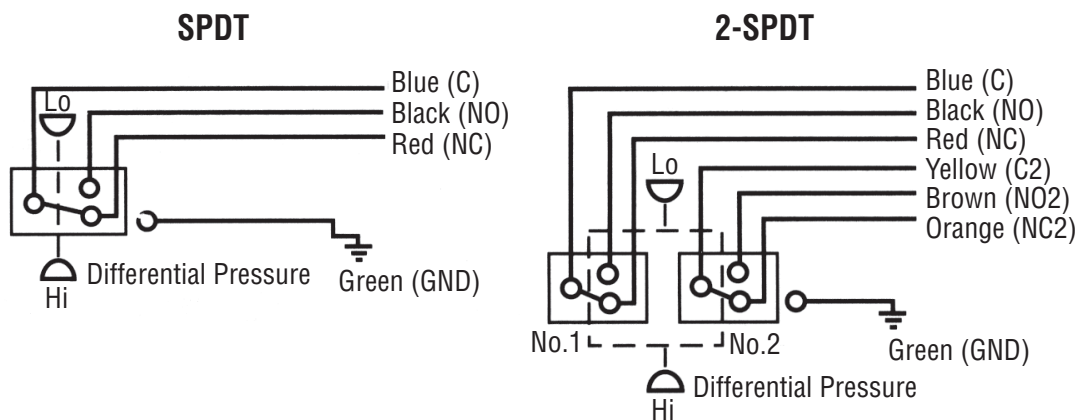 SPDT
Lo
Blue (C)
Black (NO)
Red (NC)
Hi
Differential Pressure
Green (GND)
2-SPDT
Blue (C)
Black (NO)
Red (NC)
Lo
Yellow (C2)
Brown (NO2)
Orange (NC2)
No.1
No.2
Green (GND)
Differential Pressure
Hi